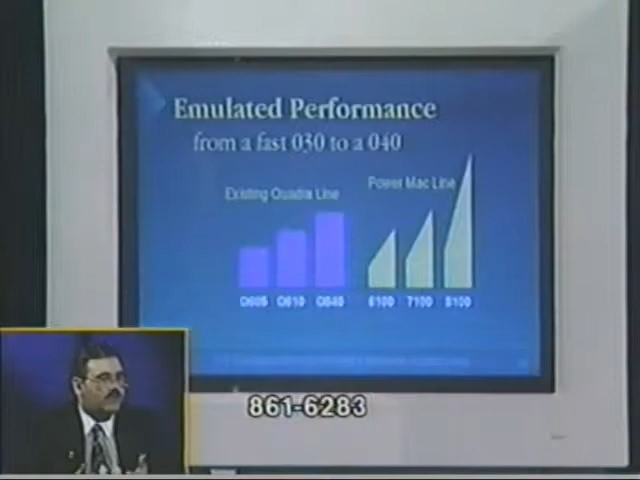 Emulated Performance
from a fast 030 to a 040
Existing Quadra Line
Power Mac Line
Q605 Q610 Q840 6100 7100 8100
861-6283